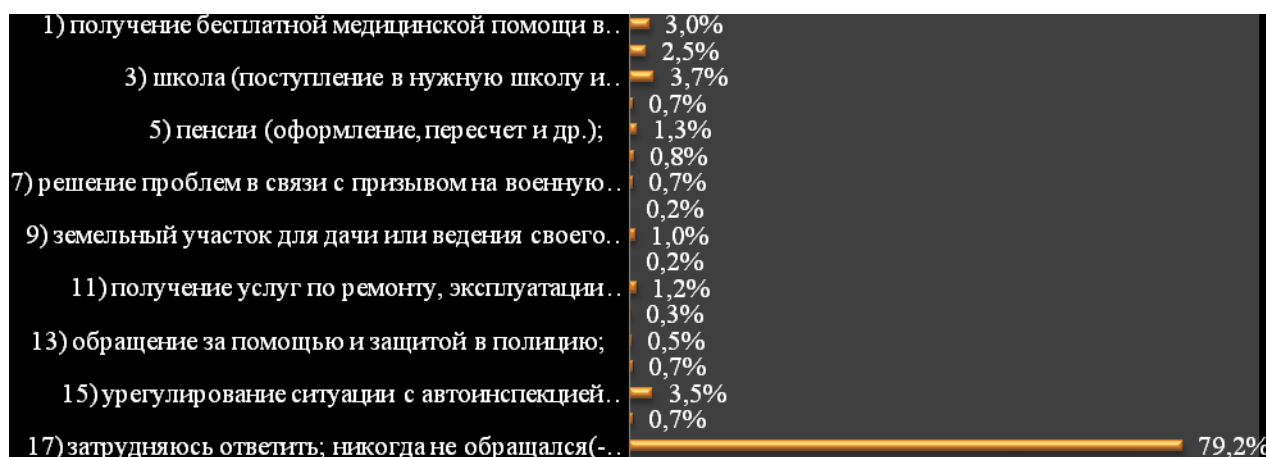 1) получение бесплатной медицинской помощи в.. 3,0%
2,5%
3) школа (поступление в нужную школу и.. 3,7%
0,7%
5) пенсии (оформление, пересчет и др.); 1,3%
0,8%
7) решение проблем в связи с призывом на военную.. 0,7%
0,2%
9) земельный участок для дачи или ведения своего.. 1,0%
0,2%
11) получение услуг по ремонту, эксплуатации.. 1,2%
0,3%
13) обращение за помощью и защитой в полицию; 0,5%
0,7%
15) урегулирование ситуации с автоинспекцией.. 3,5%
0,7%
17) затрудняюсь ответить; никогда не обращался(-.. 79,2%